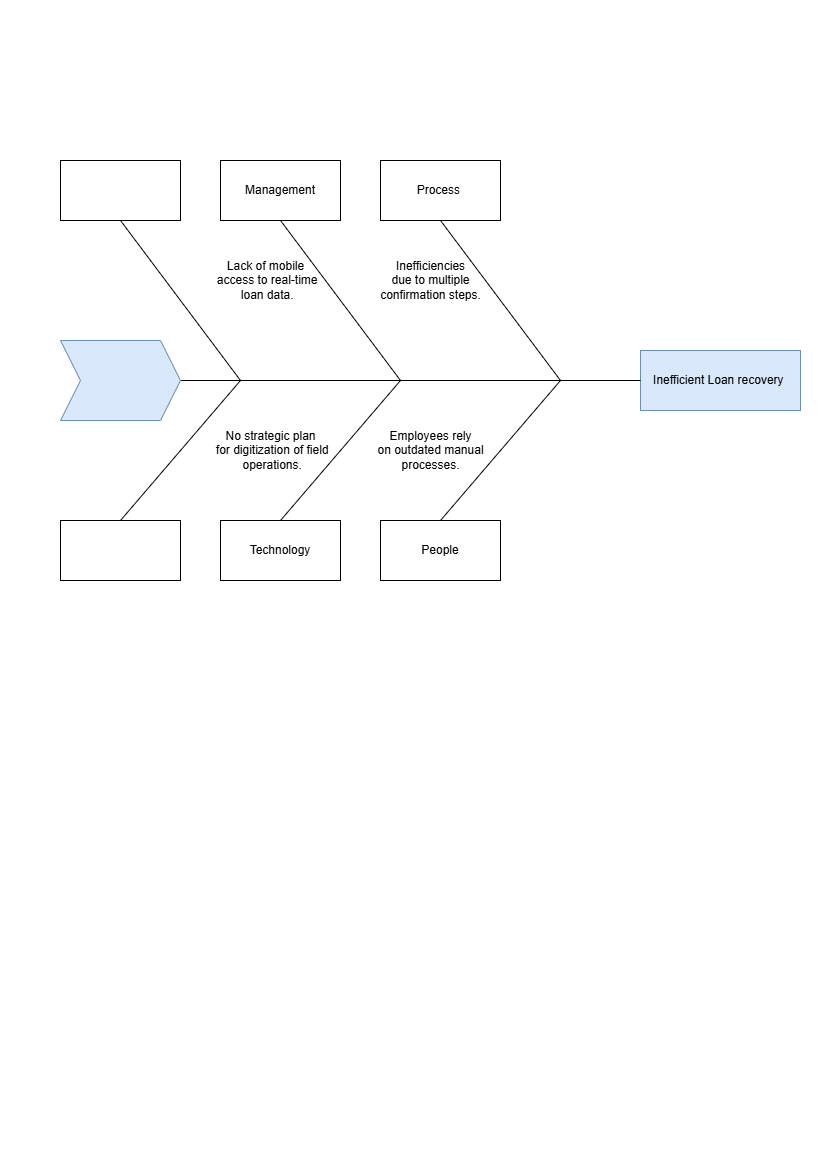 Management
Process
Lack of mobile
access to real-time
loan data.
Inefficiencies
due to multiple
confirmation steps.
Inefficient Loan recovery
No strategic plan
for digitization of field
operations.
Employees rely
on outdated manual
processes.
Technology
People